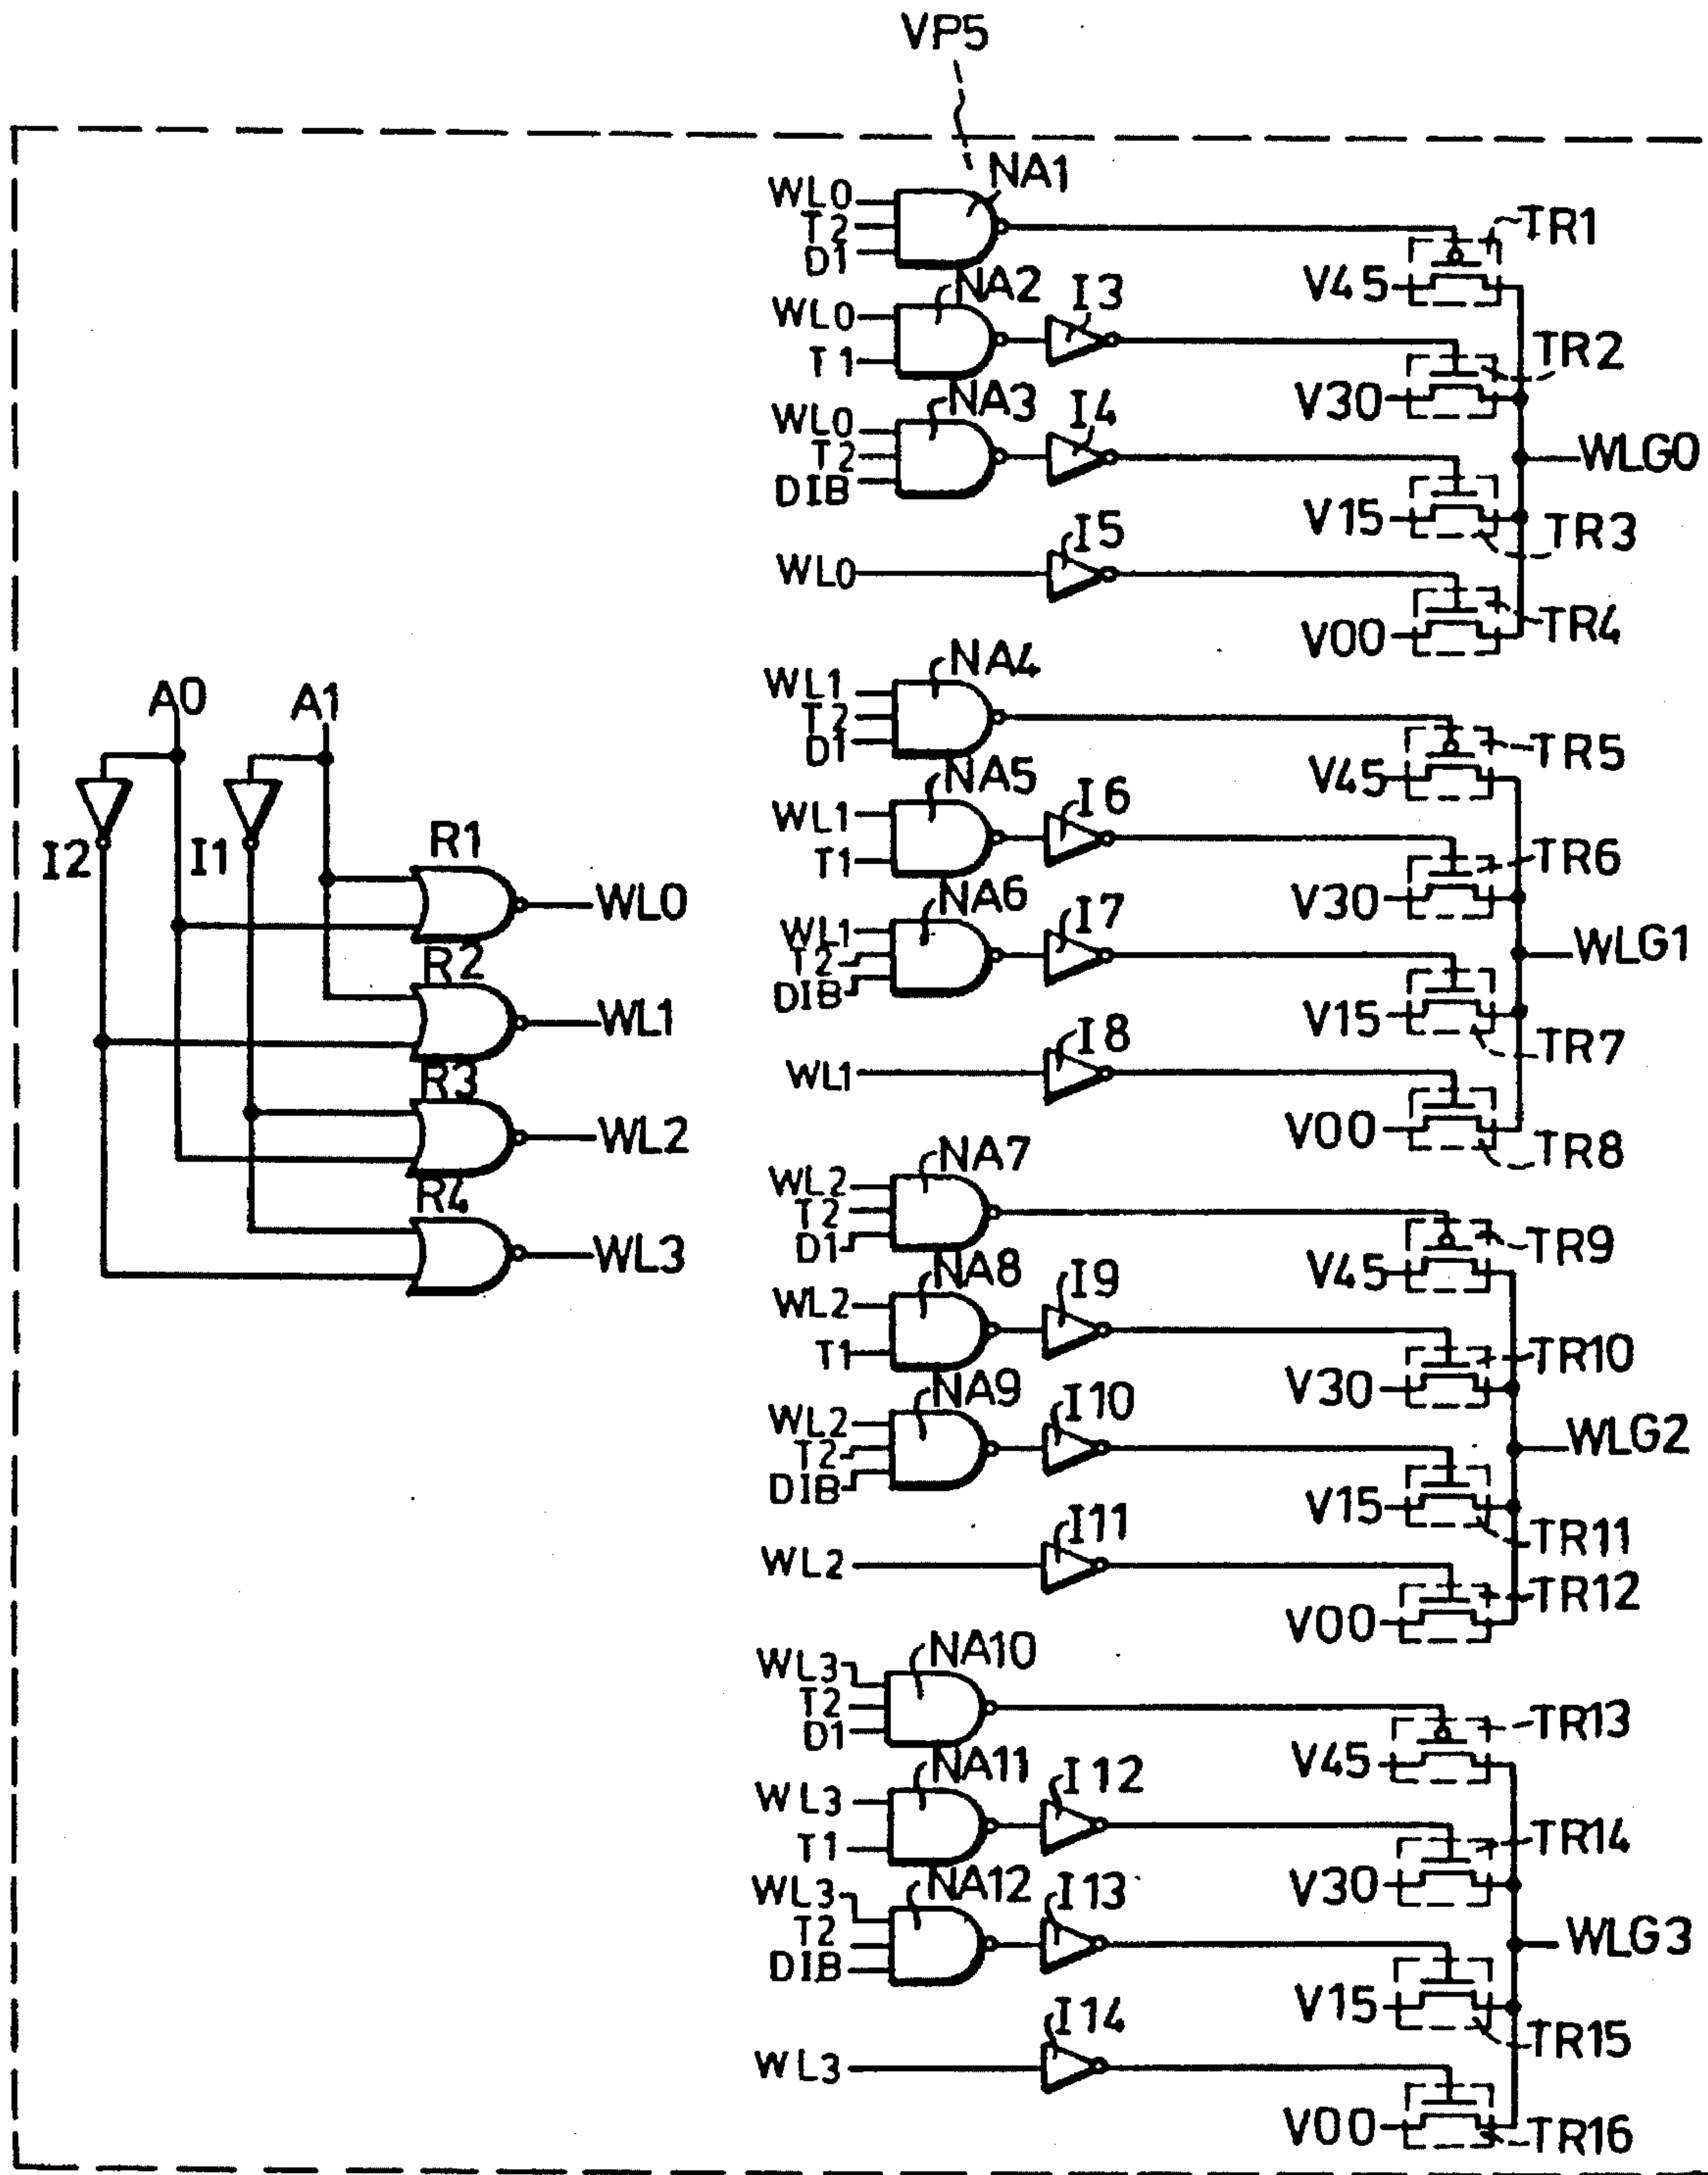 VP5
NA1
WL0
T2
D1
TR1
V45
NA2
I3
WL0
T1
TR2
V30
NA3
I4
WL0
T2
DIB
WLG0
V15
TR3
I5
WL0
TR4
V00
A0
A1
I2
I1
R1
WL0
R2
WL1
R3
WL2
R4
WL3
NA4
WL1
T2
D1
TR5
V45
NA5
I6
WL1
T1
TR6
V30
NA6
I7
WL1
T2
DIB
WLG1
V15
TR7
I8
WL1
V00
TR8
NA7
WL2
T2
D1
TR9
V45
NA8
I9
WL2
T1
TR10
V30
NA9
I10
WL2
T2
DIB
WLG2
V15
TR11
I11
WL2
TR12
V00
NA10
WL3
T2
D1
TR13
V45
NA11
I12
WL3
T1
TR14
V30
NA12
I13
WL3
T2
DIB
WLG3
V15
TR15
I14
WL3
V00
TR16